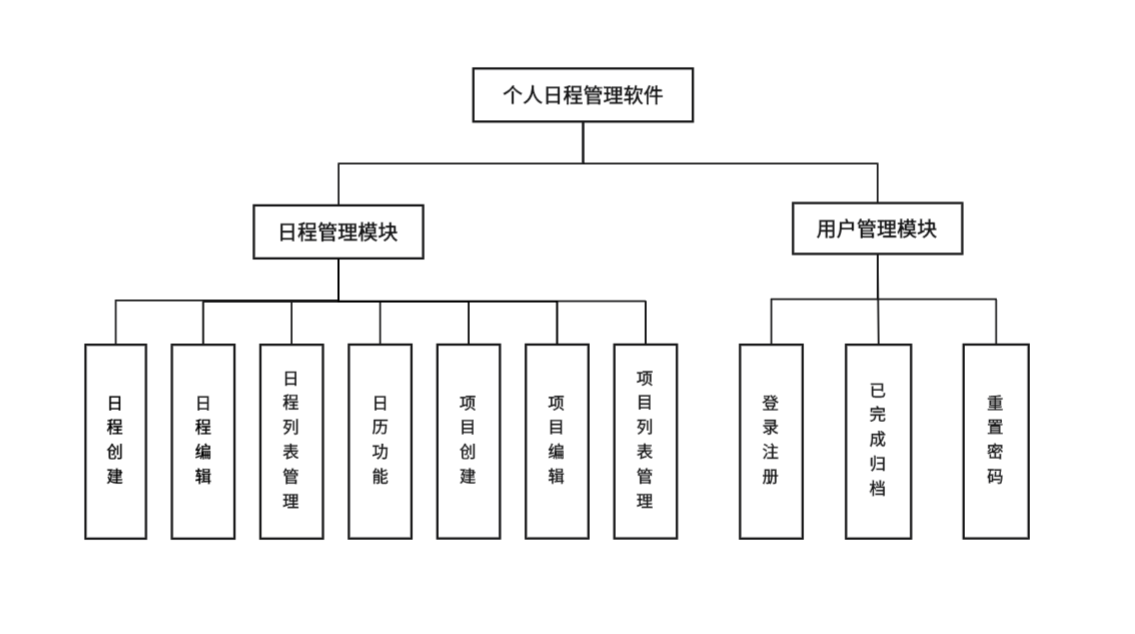 个人日程管理软件
日程管理模块
用户管理模块
日程创建
日程编辑
日程列表管理
日历功能
项目创建
项目编辑
项目列表管理
登录注册
已完成归档
重置密码